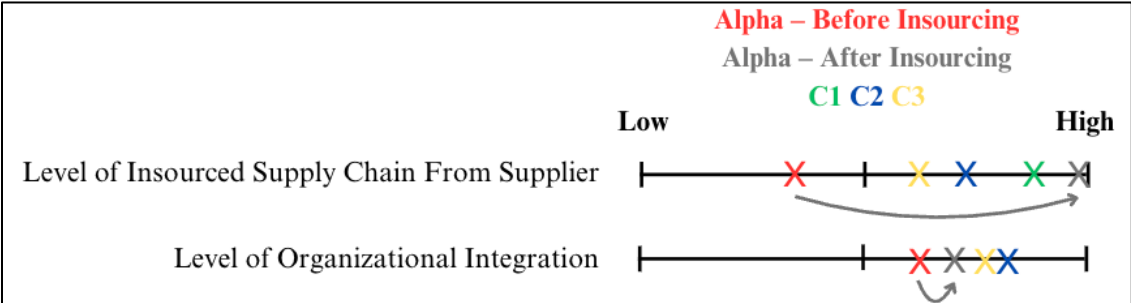 Alpha – Before Insourcing
Alpha – After Insourcing
C1 C2 C3
Low High
Level of Insourced Supply Chain From Supplier
Level of Organizational Integration